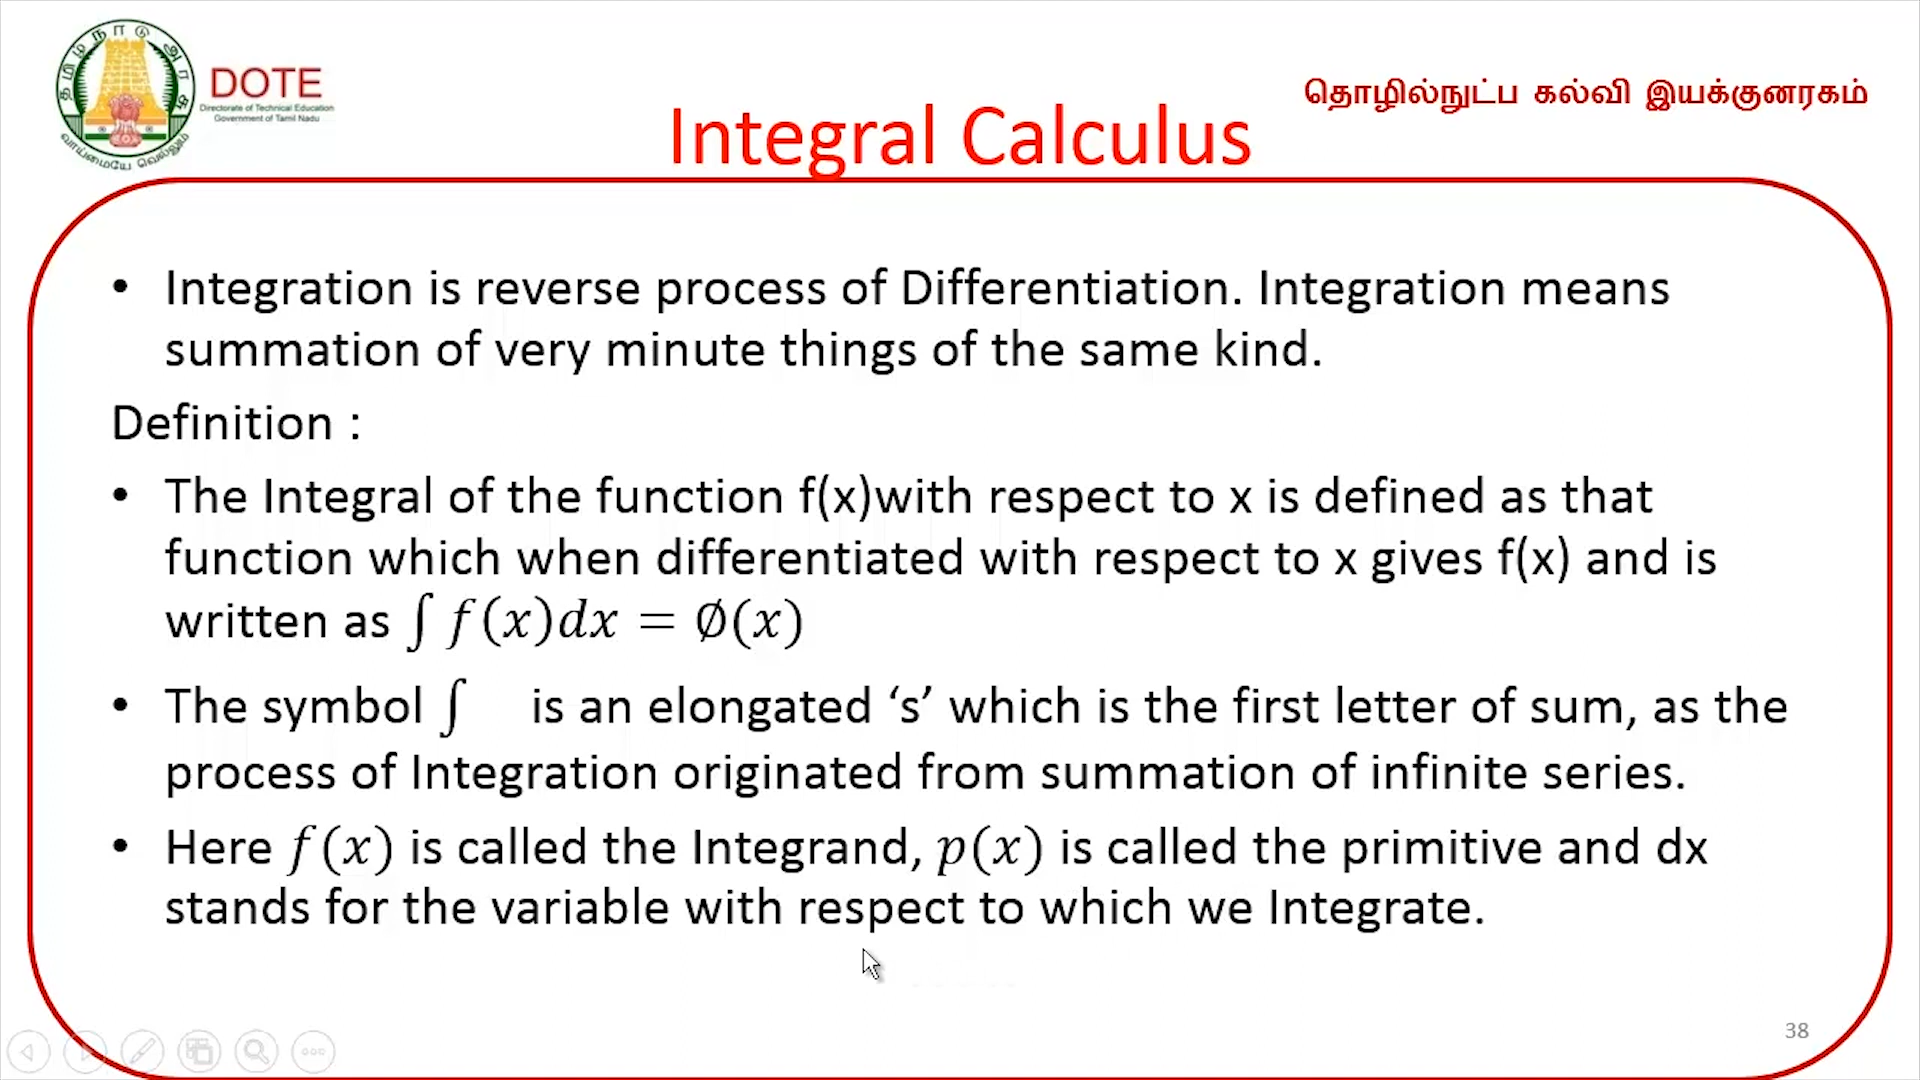 தமிழ்நாடு அரசு
வாய்மையே வெல்லும்
DOTE
Directorate of Technical Education
Government of Tamil Nadu
தொழில்நுட்ப கல்வி இயக்குனரகம்
Integral Calculus
• Integration is reverse process of Differentiation. Integration means
summation of very minute things of the same kind.
Definition :
• The Integral of the function f(x)with respect to x is defined as that
function which when differentiated with respect to x gives f(x) and is
written as ∫ f(x)dx = ∅(x)
• The symbol ∫ is an elongated ‘s’ which is the first letter of sum, as the
process of Integration originated from summation of infinite series.
• Here f(x) is called the Integrand, p(x) is called the primitive and dx
stands for the variable with respect to which we Integrate.
38